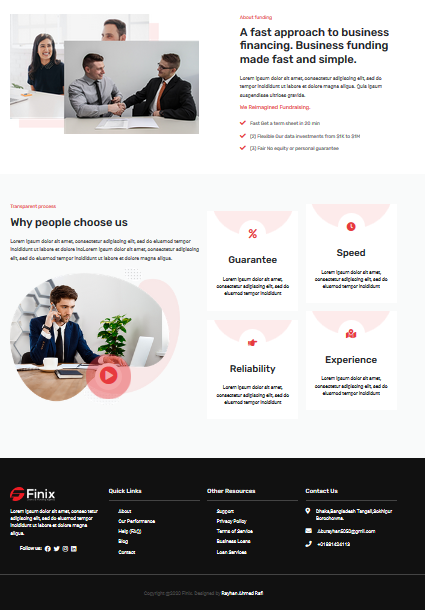 About funding
A fast approach to business
financing. Business funding
made fast and simple.
Lorem ipsum dolor sit amet, consectetur adipiscing elit, sed do
tempor incididunt ut labore et dolore magna aliqua. Quis ipsum
suspendisse ultrices gravida.
We Reimagined Fundraising.
Fast Get a term sheet in 20 min
[2] Flexible Our data investments from $1K to $1M
[3] Fair No equity or personal guarantee
Transparent process
Why people choose us
Lorem ipsum dolor sit amet, consectetur adipiscing elit, sed do eiusmod tempor
incididunt ut labore et dolore Lorem ipsum dolor sit amet, consectetur
elit, sed do eiusmod tempor incididunt ut labore et dolore magna aliqua.
Guarantee
Lorem ipsum dolor sit amet,
consectetur adipiscing elit, sed do
eiusmod tempor incididunt
Speed
Lorem ipsum dolor sit amet,
consectetur adipiscing elit, sed do
eiusmod tempor incididunt
Reliability
Lorem ipsum dolor sit amet,
consectetur adipiscing elit, sed do
eiusmod tempor incididunt
Experience
Lorem ipsum dolor sit amet,
consectetur adipiscing elit, sed do
eiusmod tempor incididunt
Finix
Lorem ipsum dolor sit amet, consectetur
adipiscing elit, sed do eiusmod tempor
incididunt ut labore et dolore magna
aliqua.
Follow us:
Quick Links
About
Our Performance
Help (FAQ)
Blog
Contact
Other Resources
Support
Privacy Policy
Terms of Service
Business Loans
Loan Services
Contact Us
Dhaka,Bangladesh Tangail,Sokhipur
Borochowna.
Copyright @2020 Finix. Designed by Rayhan Ahmed Rafi